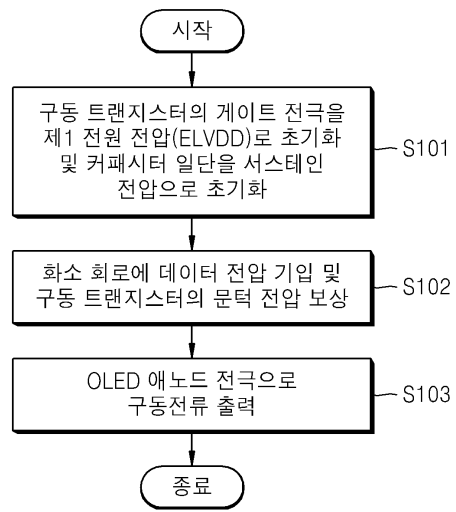 시작
구동 트랜지스터의 게이트 전극을
제1 전원 전압(ELVDD)로 초기화
및 커패시터 일단을 서스테인
전압으로 초기화
S101
화소 회로에 데이터 전압 기입 및
구동 트랜지스터의 문턱 전압 보상
S102
OLED 애노드 전극으로
구동전류 출력
S103
종료